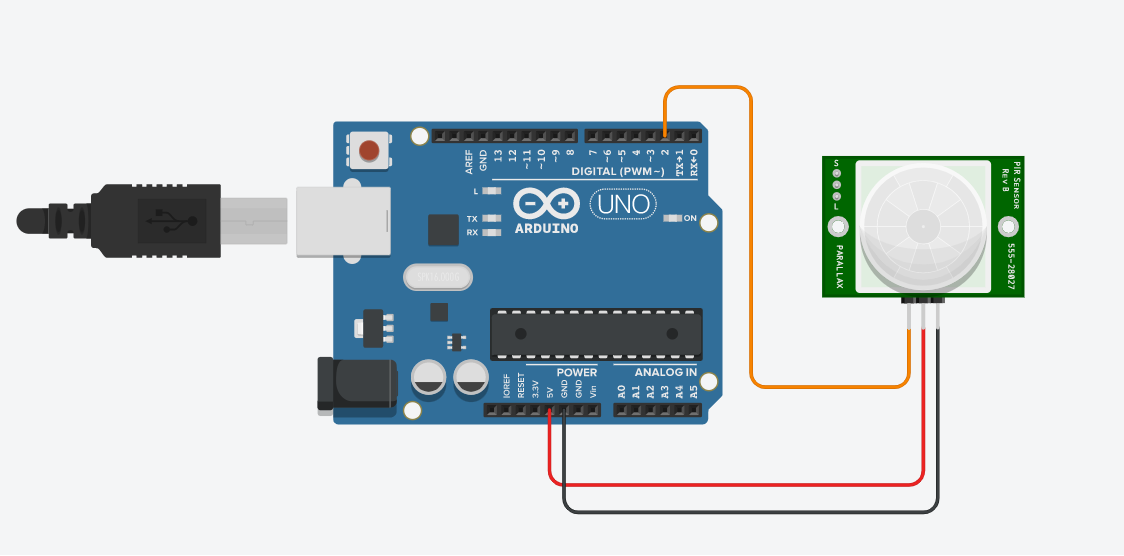 AREF
GND
13
12
~11
~10
~9
8
7
~6
~5
4
~3
2
TX→1
RX←0
DIGITAL (PWM~)
L
TX
RX
ARDUINO
UNO
ON
POWER
ANALOG IN
IOREF
RESET
3.3V
5V
GND
GND
Vin
A0
A1
A2
A3
A4
A5
S
L
PARALLAX
PIR SENSOR
REV B
555-28027